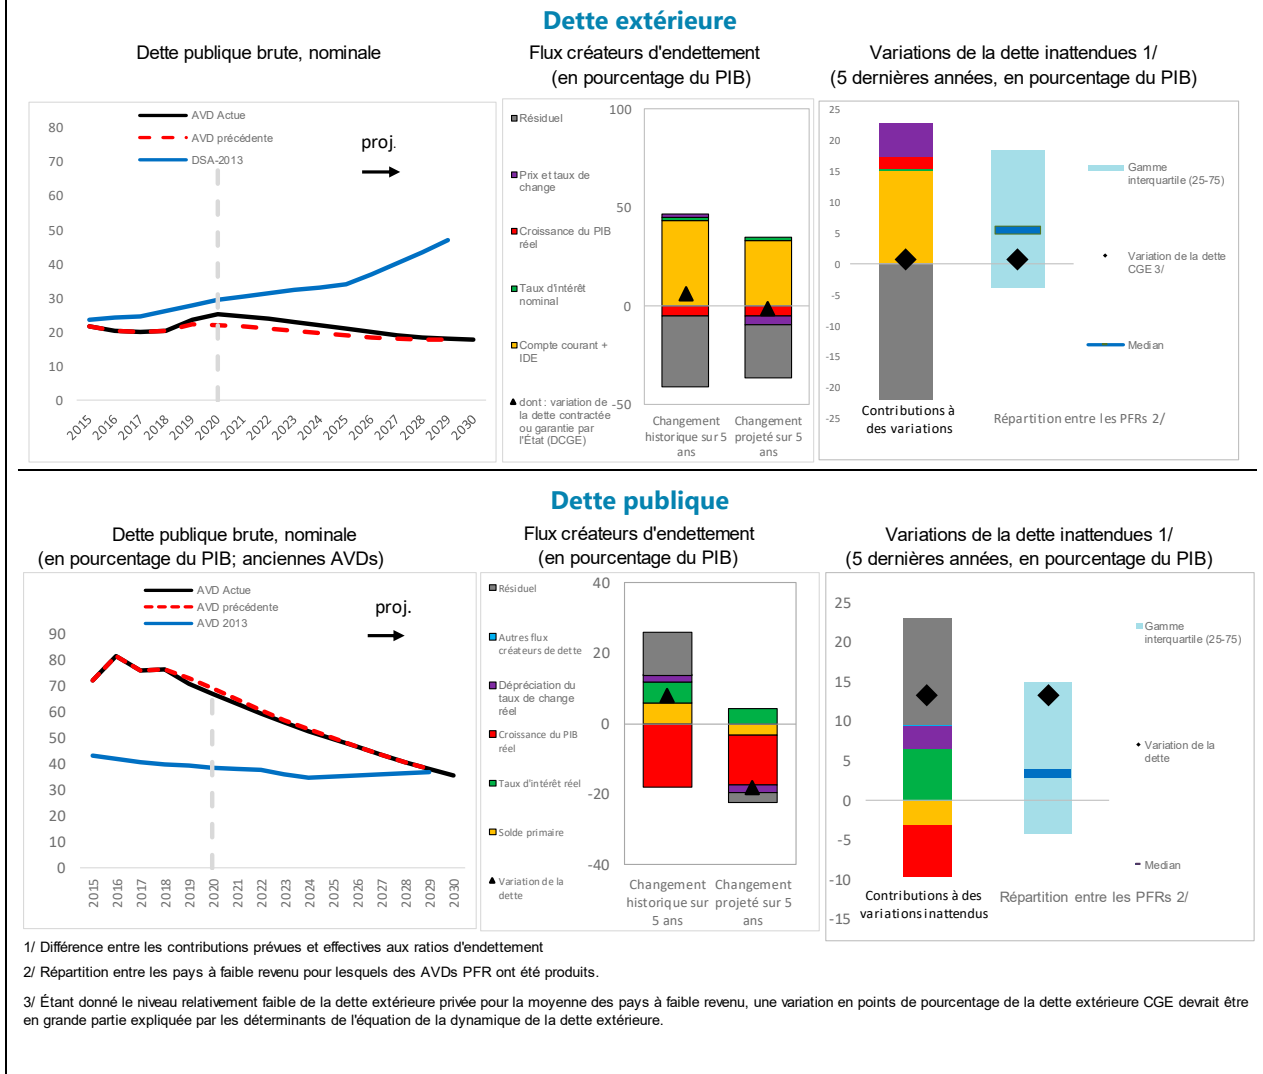 Dette extérieure
Dette publique brute, nominale
Flux créateurs d'endettement
(en pourcentage du PIB)
Variations de la dette inattendues 1/
(5 dernières années, en pourcentage du PIB)
AVD Actue
AVD précédente
DSA-2013
proj.
80
70
60
50
40
30
20
10
0
2015
2016
2017
2018
2019
2020
2021
2022
2023
2024
2025
2026
2027
2028
2029
2030
Résiduel
Prix et taux de
change
Croissance du PIB
réel
Taux d'intérêt
nominal
Compte courant +
IDE
dont : variation de
la dette contractée
ou garantie par
l'État (DCGE)
100
50
0
-50
Changement
historique sur 5
ans
Changement
projeté sur 5
ans
25
20
15
10
5
0
-5
-10
-15
-20
-25
Contributions à
des variations
Répartition entre les PFRs 2/
Gamme
interquartile (25-75)
Variation de la dette
CGE 3/
Median
Dette publique
Dette publique brute, nominale
(en pourcentage du PIB; anciennes AVDs)
Flux créateurs d'endettement
(en pourcentage du PIB)
Variations de la dette inattendues 1/
(5 dernières années, en pourcentage du PIB)
AVD Actue
AVD précédente
AVD 2013
proj.
90
80
70
60
50
40
30
20
10
0
2015
2016
2017
2018
2019
2020
2021
2022
2023
2024
2025
2026
2027
2028
2029
2030
Résiduel
Autres flux
créateurs de dette
Dépréciation du
taux de change
réel
Croissance du PIB
réel
Taux d'intérêt réel
Solde primaire
Variation de la
dette
40
20
0
-20
-40
Changement
historique sur
5 ans
Changement
projeté sur 5
ans
25
20
15
10
5
0
-5
-10
-15
Contributions à des
variations inattendus
Répartition entre les PFRs 2/
Gamme
interquartile (25-75)
Variation de la
dette
Median
1/ Différence entre les contributions prévues et effectives aux ratios d'endettement
2/ Répartition entre les pays à faible revenu pour lesquels des AVDs PFR ont été produits.
3/ Étant donné le niveau relativement faible de la dette extérieure privée pour la moyenne des pays à faible revenu, une variation en points de pourcentage de la dette extérieure CGE devrait être
en grande partie expliquée par les déterminants de l'équation de la dynamique de la dette extérieure.